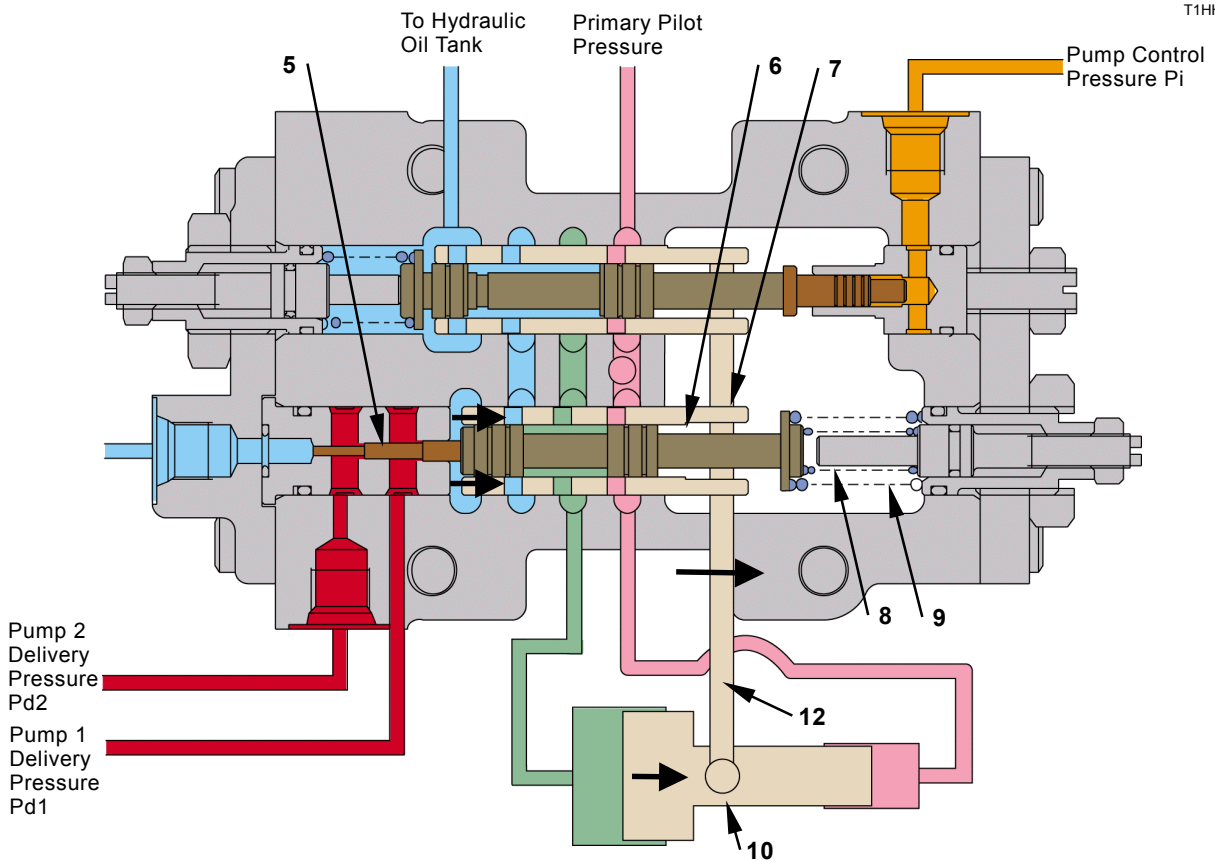 T1HH
To Hydraulic
Oil Tank
Primary Pilot
Pressure
Pump Control
Pressure Pi
5
6
7
8
9
Pump 2
Delivery
Pressure
Pd2
Pump 1
Delivery
Pressure
Pd1
12
10